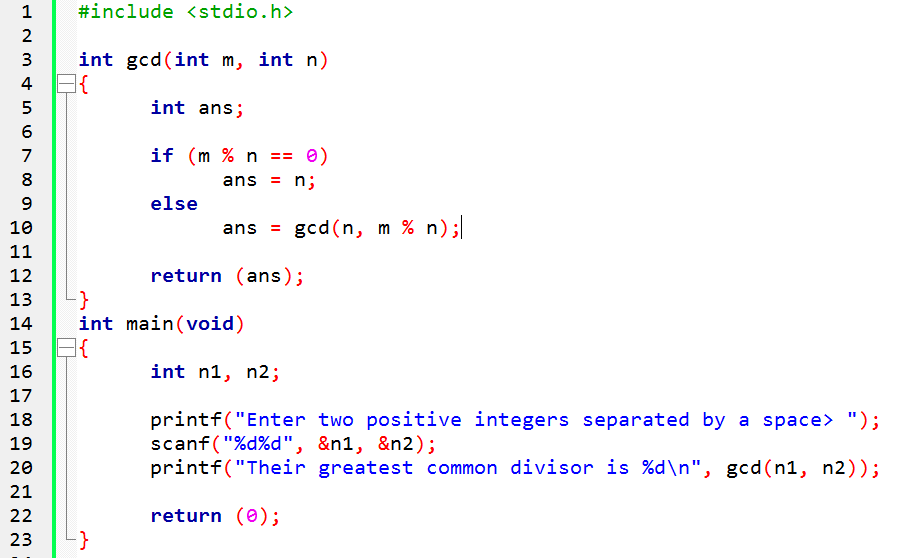 1 #include <stdio.h>
2
3 int gcd(int m, int n)
4 {
5 int ans;
6
7 if (m % n == 0)
8 ans = n;
9 else
10 ans = gcd(n, m % n);
11
12 return (ans);
13 }
14 int main(void)
15 {
16 int n1, n2;
17
18 printf("Enter two positive integers separated by a space> ");
19 scanf("%d%d", &n1, &n2);
20 printf("Their greatest common divisor is %d\n", gcd(n1, n2));
21
22 return (0);
23 }